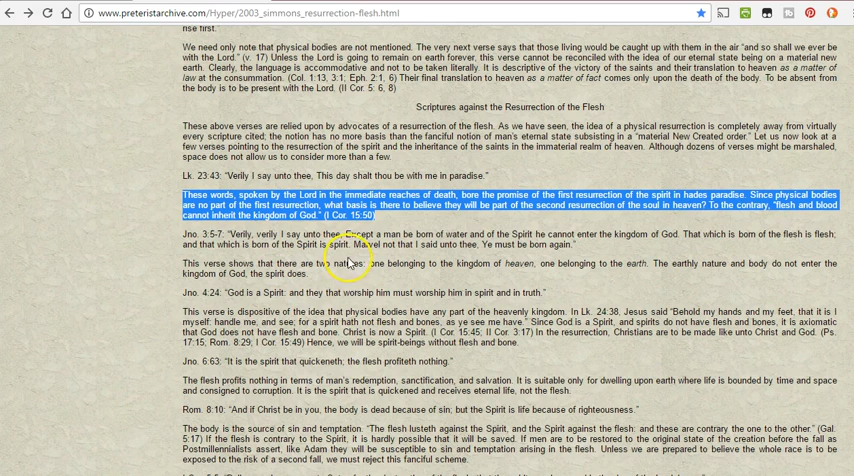 www.preteristarchive.com/Hyper/2003_simmons_resurrection-flesh.html
rise first."
We need only note that physical bodies are not mentioned. The very next verse says that those living would be caught up with them in the air "and so shall we ever be
with the Lord." (v. 17) Unless the Lord is going to remain on earth forever, this verse cannot be reconciled with the idea of our eternal state being on a material new
earth. Clearly, the language is accommodative and not to be taken literally. It is descriptive of the victory of the saints and their translation to heaven as a matter of
law at the consummation. (Col. 1:13, 3:1; Eph. 2:1, 6) Their final translation to heaven as a matter of fact comes only upon the death of the body. To be absent from
the body is to be present with the Lord. (II Cor. 5: 6, 8)
Scriptures against the Resurrection of the Flesh
These above verses are relied upon by advocates of a resurrection of the flesh. As we have seen, the idea of a physical resurrection is completely away from virtually
every scripture cited; the notion has no more basis than the fanciful notion of man's eternal state subsisting in a "material New Created order." Let us now look at a
few verses pointing to the resurrection of the spirit and the inheritance of the saints in the immaterial realm of heaven. Although dozens of verses might be marshaled,
space does not allow us to consider more than a few.
Lk. 23:43: "Verily I say unto thee, This day shalt thou be with me in paradise."
These words, spoken by the Lord in the immediate reaches of death, bore the promise of the first resurrection of the spirit in hades paradise. Since physical bodies
are no part of the first resurrection, what basis is there to believe they will be part of the second resurrection of the soul in heaven? To the contrary, "flesh and blood
cannot inherit the kingdom of God." (I Cor. 15:50)
Jno. 3:5-7: "Verily, verily I say unto thee, Except a man be born of water and of the Spirit he cannot enter the kingdom of God. That which is born of the flesh is flesh;
and that which is born of the Spirit is spirit. Marvel not that I said unto thee, Ye must be born again."
This verse shows that there are two natures: one belonging to the kingdom of heaven, one belonging to the earth. The earthly nature and body do not enter the
kingdom of God, the spirit does.
Jno. 4:24: "God is a Spirit: and they that worship him must worship him in spirit and in truth."
This verse is dispositive of the idea that physical bodies have any part of the heavenly kingdom. In Lk. 24:38, Jesus said "Behold my hands and my feet, that it is I
myself: handle me, and see; for a spirit hath not flesh and bones, as ye see me have." Since God is a Spirit, and spirits do not have flesh and bones, it is axiomatic
that God does not have flesh and bone. Christ is now a Spirit. (I Cor. 15:45; II Cor. 3:17) In the resurrection, Christians are to be made like unto Christ and God. (Ps.
17:15; Rom. 8:29; I Cor. 15:49) Hence, we will be spirit-beings without flesh and bone.
Jno. 6:63: "It is the spirit that quickeneth; the flesh profiteth nothing."
The flesh profits nothing in terms of man's redemption, sanctification, and salvation. It is suitable only for dwelling upon earth where life is bounded by time and space
and consigned to corruption. It is the spirit that is quickened and receives eternal life, not the flesh.
Rom. 8:10: "And if Christ be in you, the body is dead because of sin; but the Spirit is life because of righteousness."
The body is the source of sin and temptation. "The flesh lusteth against the Spirit, and the Spirit against the flesh: and these are contrary the one to the other." (Gal.
5:17) If the flesh is contrary to the Spirit, it is hardly possible that it will be saved. If men are to be restored to the original state of the creation before the fall as
Postmillennialists assert, like Adam they will be susceptible to sin and temptation arising in the flesh. Unless we are prepared to believe the whole race is to be
exposed to the risk of a second fall, we must reject this fanciful scheme.